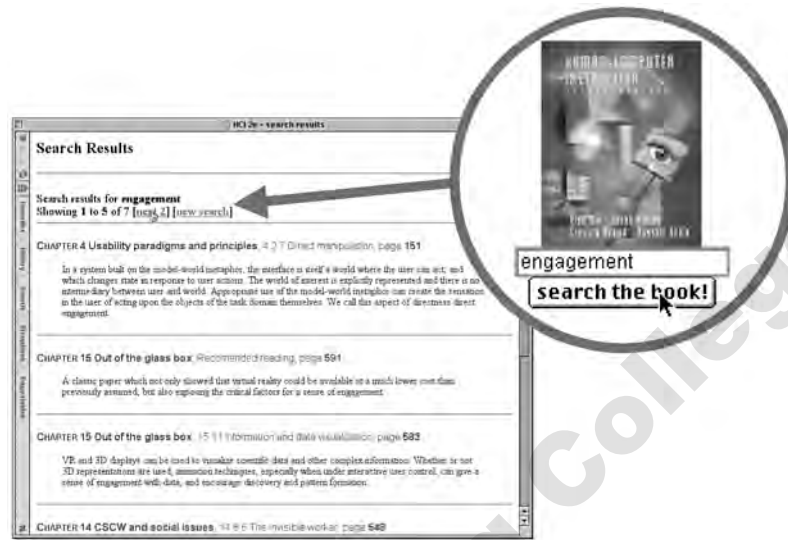 HCI 2e - search results
Search Results
Search results for engagement
Showing 1 to 5 of 7 [next 2] [new search]
CHAPTER 4 Usability paradigms and principles, 4.2.7 Direct manipulation, page 151
In a system built on the model-world metaphor, the interface is itself a world where the user can act, and
which changes state in response to user actions. The world of interest is explicitly represented and there is no
intermediary between user and world. Appropriate use of the model-world metaphor can create the sensation
in the user of acting upon the objects of the task domain themselves. We call this aspect of directness direct
engagement.
CHAPTER 15 Out of the glass box, Recommended reading, page 591
A classic paper which not only showed that virtual reality could be available at a much lower cost than
previously assumed, but also exploring the critical factors for a sense of engagement.
CHAPTER 15 Out of the glass box, 15.11 Information and data visualization, page 583
VR and 3D displays can be used to visualize scientific data and other complex information. Whether or not
3D representations are used, animation techniques, especially when under interactive user control, can give a
sense of engagement with data, and encourage discovery and pattern formation.
CHAPTER 14 CSCW and social issues, The invisible worker, page 548
HUMAN-COMPUTER
INTERACTION
engagement
search the book!
College